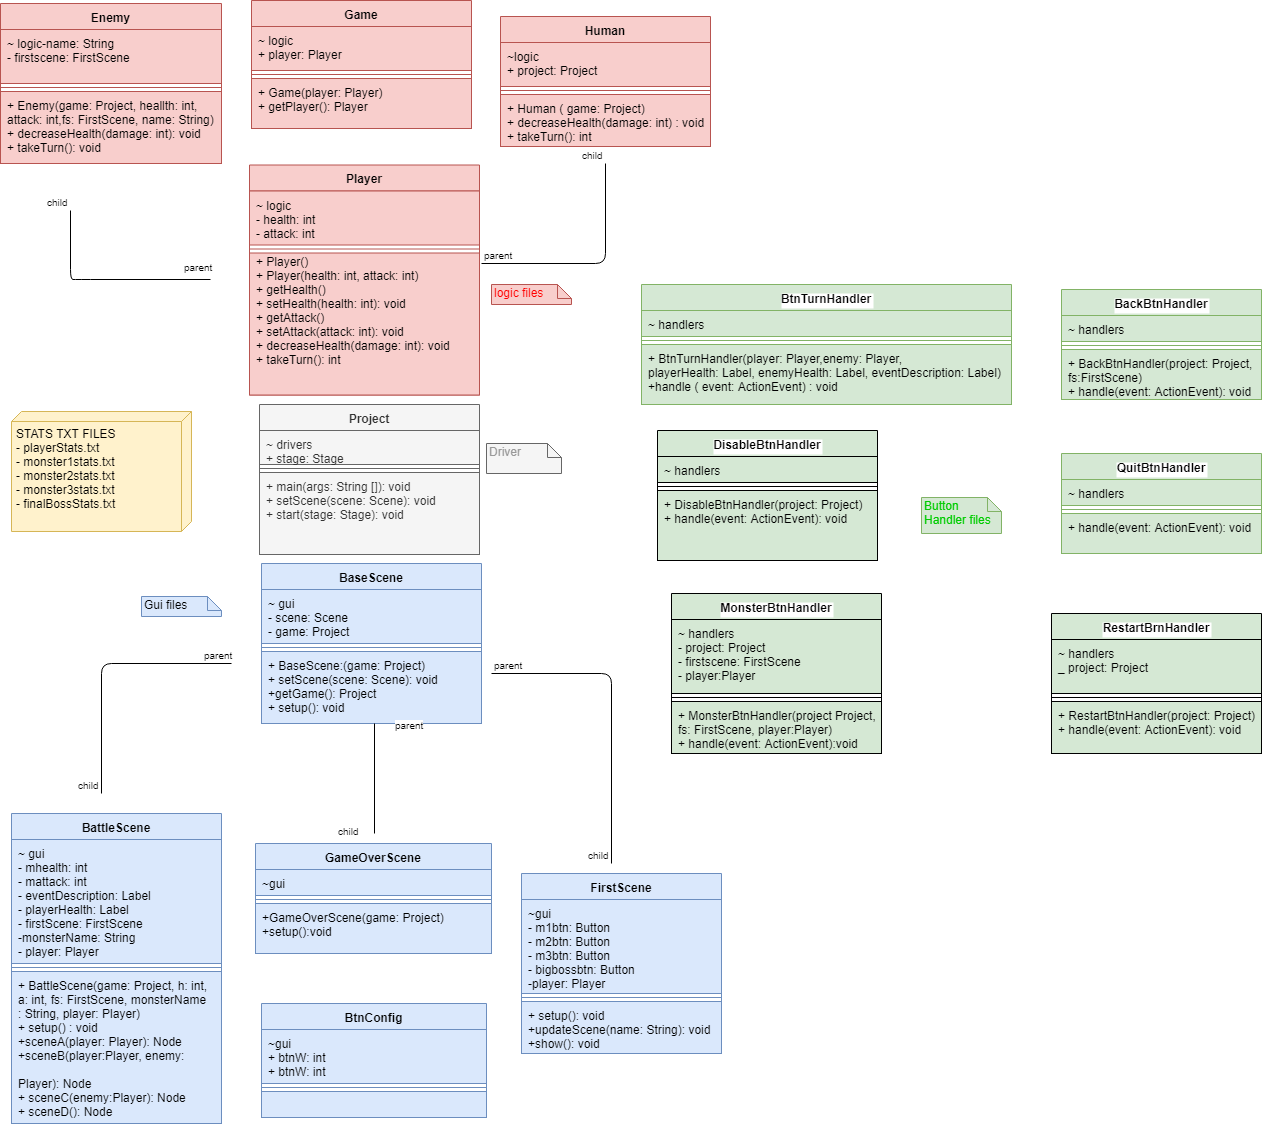 Enemy
~ logic-name: String
- firstscene: FirstScene
+ Enemy(game: Project, heallth: int,
attack: int,fs: FirstScene, name: String)
+ decreaseHealth(damage: int): void
+ takeTurn(): void
Game
~ logic
+ player: Player
+ Game(player: Player)
+ getPlayer(): Player
Human
~logic
+ project: Project
+ Human ( game: Project)
+ decreaseHealth(damage: int) : void
+ takeTurn(): int
child
child
parent
parent
Player
~ logic
- health: int
- attack: int
+ Player()
+ Player(health: int, attack: int)
+ getHealth()
+ setHealth(health: int): void
+ getAttack()
+ setAttack(attack: int): void
+ decreaseHealth(damage: int): void
+ takeTurn(): int
logic files
BtnTurnHandler
~ handlers
+ BtnTurnHandler(player: Player,enemy: Player,
playerHealth: Label, enemyHealth: Label, eventDescription: Label)
+handle ( event: ActionEvent) : void
BackBtnHandler
~ handlers
+ BackBtnHandler(project: Project,
fs:FirstScene)
+ handle(event: ActionEvent): void
STATS TXT FILES
- playerStats.txt
- monster1stats.txt
- monster2stats.txt
- monster3stats.txt
- finalBossStats.txt
Project
~ drivers
+ stage: Stage
+ main(args: String []): void
+ setScene(scene: Scene): void
+ start(stage: Stage): void
Driver
DisableBtnHandler
~ handlers
+ DisableBtnHandler(project: Project)
+ handle(event: ActionEvent): void
Button
Handler files
QuitBtnHandler
~ handlers
+ handle(event: ActionEvent): void
Gui files
BaseScene
~ gui
- scene: Scene
- game: Project
+ BaseScene:(game: Project)
+ setScene(scene: Scene): void
+getGame(): Project
+ setup(): void
parent
parent
parent
child
child
child
MonsterBtnHandler
~ handlers
- project: Project
- firstscene: FirstScene
- player:Player
+ MonsterBtnHandler(project Project,
fs: FirstScene, player:Player)
+ handle(event: ActionEvent):void
RestartBrnHandler
~ handlers
_ project: Project
+ RestartBtnHandler(project: Project)
+ handle(event: ActionEvent): void
BattleScene
~ gui
- mhealth: int
- mattack: int
- eventDescription: Label
- playerHealth: Label
- firstScene: FirstScene
-monsterName: String
- player: Player
+ BattleScene(game: Project, h: int,
a: int, fs: FirstScene, monsterName
: String, player: Player)
+ setup() : void
+sceneA(player: Player): Node
+sceneB(player:Player, enemy:
Player): Node
+ sceneC(enemy:Player): Node
+ sceneD(): Node
GameOverScene
~gui
+GameOverScene(game: Project)
+setup():void
BtnConfig
~gui
+ btnW: int
+ btnW: int
FirstScene
~gui
- m1btn: Button
- m2btn: Button
- m3btn: Button
- bigbossbtn: Button
-player: Player
+ setup(): void
+updateScene(name: String): void
+show(): void